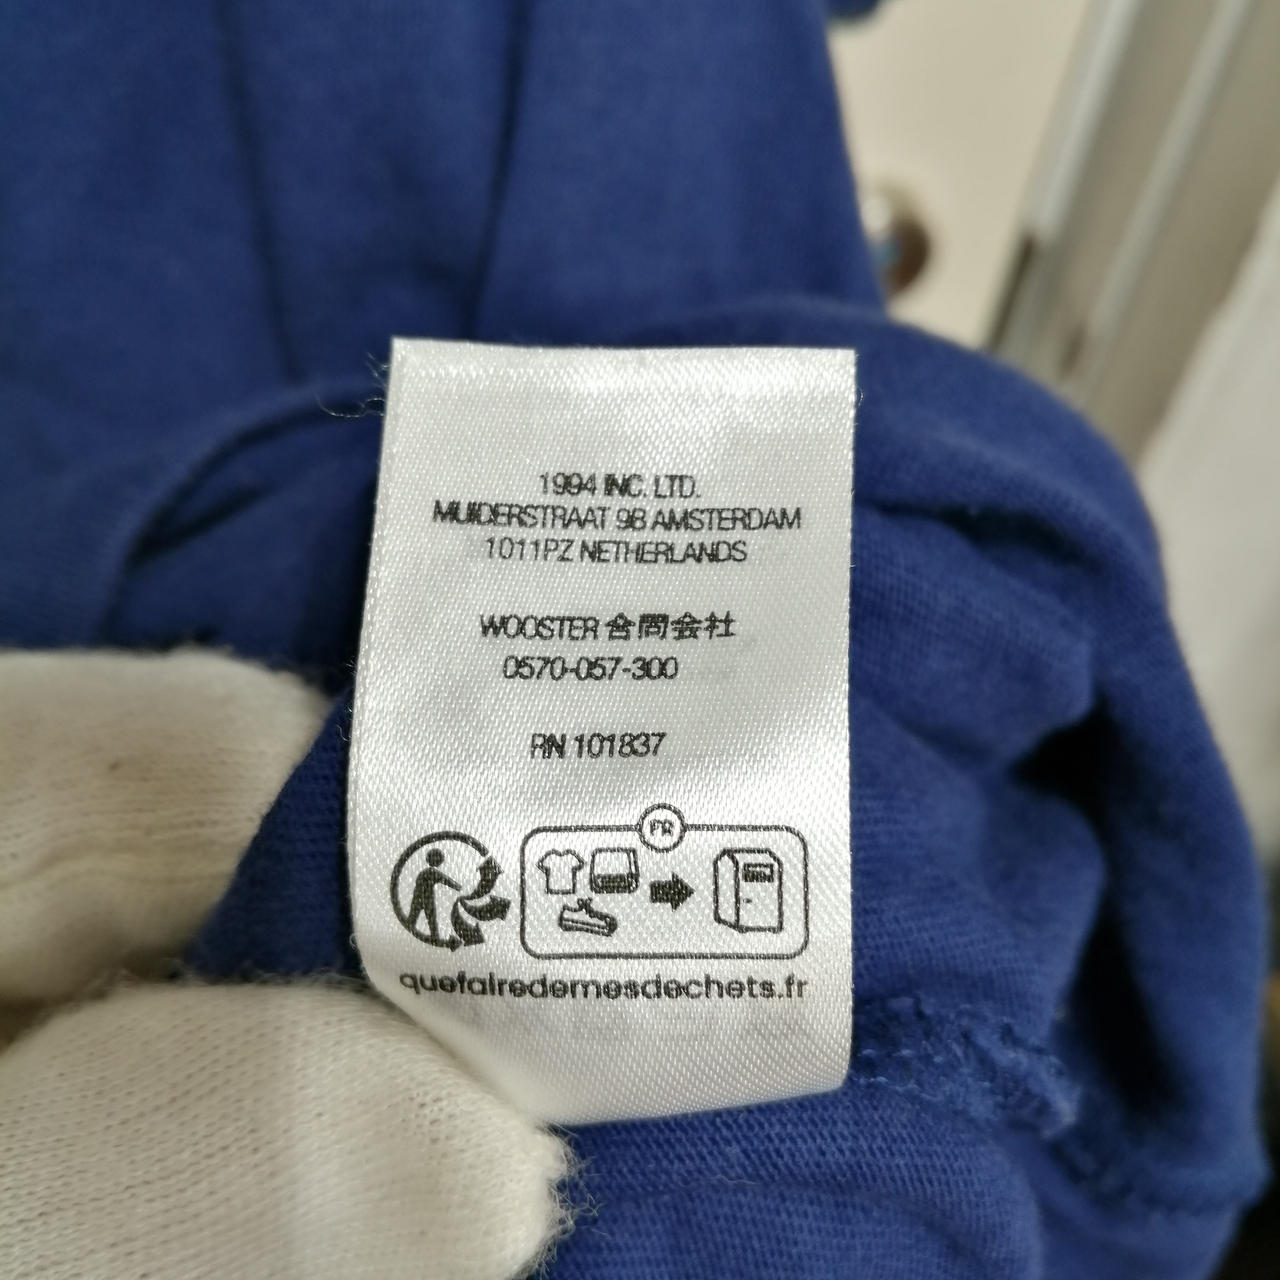 1994 INC. LTD.
MUIDERSTRAAT 98 AMSTERDAM
1011PZ NETHERLANDS
WOOSTER 合同会社
0570-057-300
RN 101837
FR
quefairedemesdechets.fr